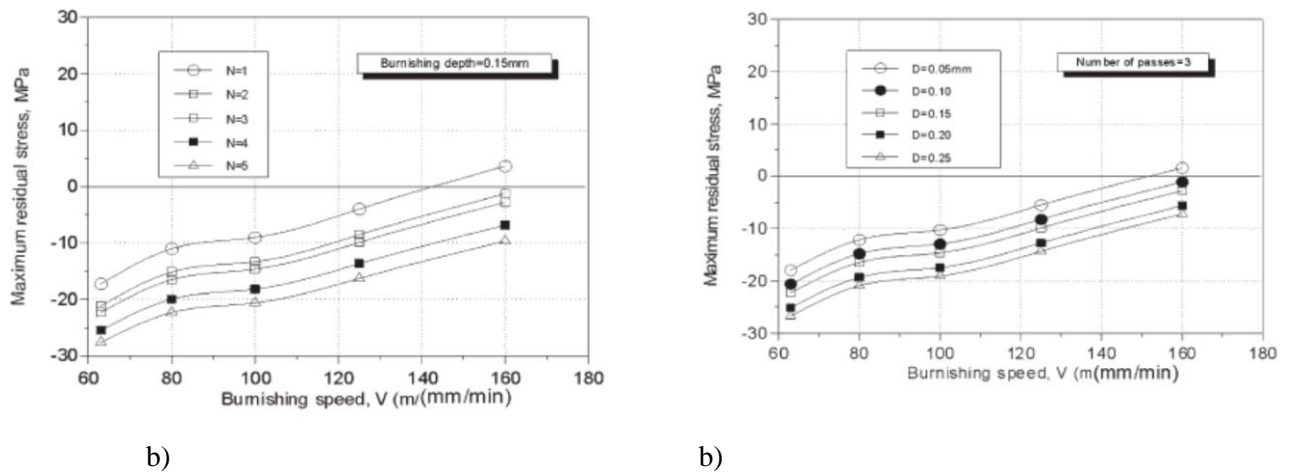 30
20
10
0
-10
-20
-30
60 80 100 120 140 160 180
Maximum residual stress, MPa
Burnishing speed, V (m/(mm/min)
N=1
N=2
N=3
N=4
N=5
Burnishing depth=0.15mm
b)
30
20
10
0
-10
-20
-30
60 80 100 120 140 160 180
Maximum residual stress, MPa
Burnishing speed, V (m(mm/min)
D=0.05mm
D=0.10
D=0.15
D=0.20
D=0.25
Number of passes=3
b)